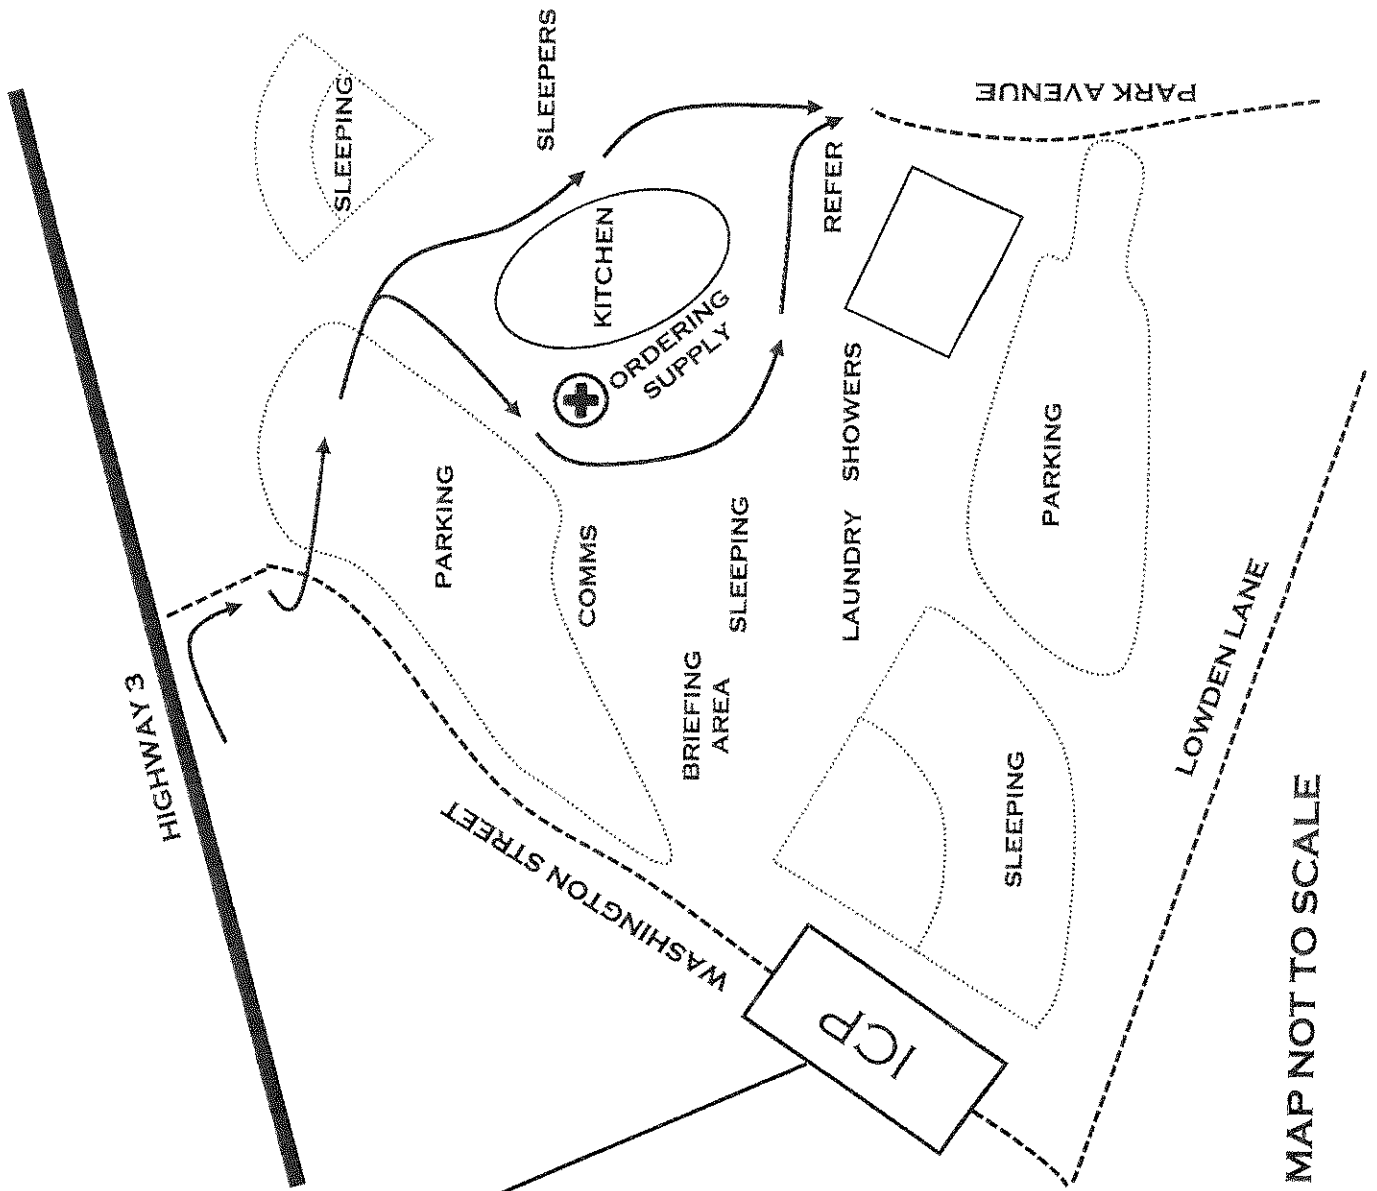 HIGHWAY 3
SLEEPING
SLEEPERS
PARKING
KITCHEN
ORDERING
SUPPLY
COMMS
REFER
PARK AVENUE
WASHINGTON STREET
BRIEFING
AREA
SLEEPING
LAUNDRY SHOWERS
PARKING
SLEEPING
ICP
LOWDEN LANE
MAP NOT TO SCALE